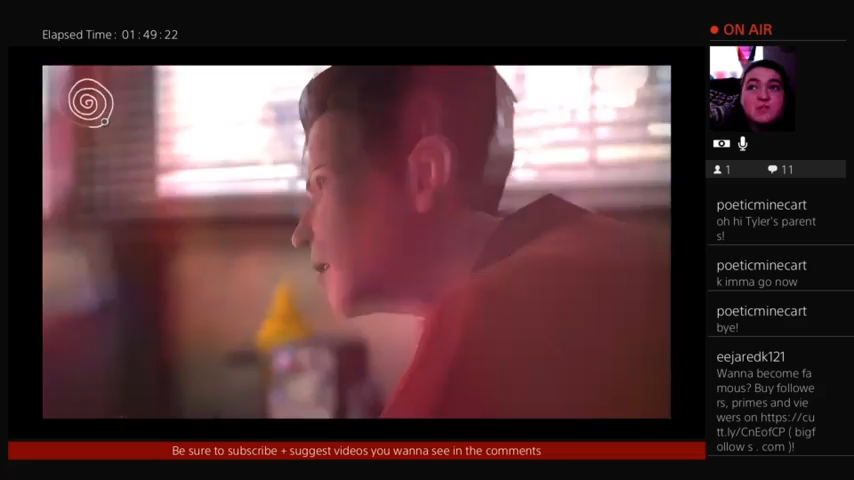 Elapsed Time: 01:49:22
ON AIR
1
11
poeticminecart
oh hi Tyler's parent
s!
poeticminecart
k imma go now
poeticminecart
bye!
eejaredk121
Wanna become fa
mous? Buy followe
rs, primes and vie
wers on https://cu
tt.ly/CnEofCP ( bigf
ollow s . com )!
Be sure to subscribe + suggest videos you wanna see in the comments